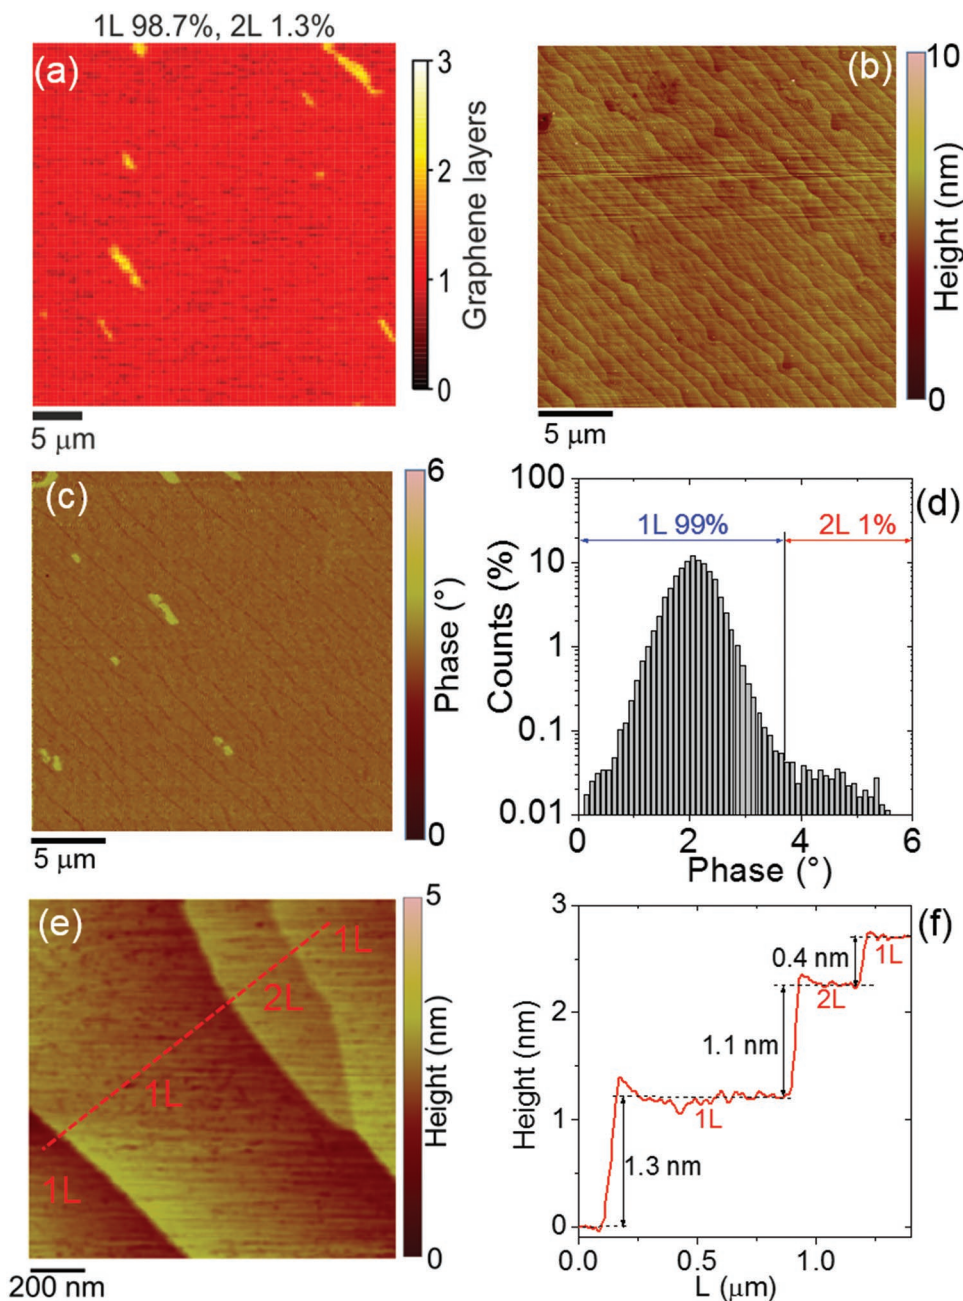 1L 98.7%, 2L 1.3%
(a)
3
2
1
0
Graphene layers
5 μm
(b)
10
0
Height (nm)
5 μm
(c)
6
0
Phase (°)
5 μm
(d)
100
10
1
0.1
0.01
Counts (%)
1L 99%
2L 1%
0
2
4
6
Phase (°)
(e)
1L
2L
1L
1L
5
0
Height (nm)
200 nm
(f)
3
2
1
0
Height (nm)
0.4 nm
1L
2L
1.1 nm
1L
1.3 nm
0.0
0.5
1.0
L (μm)